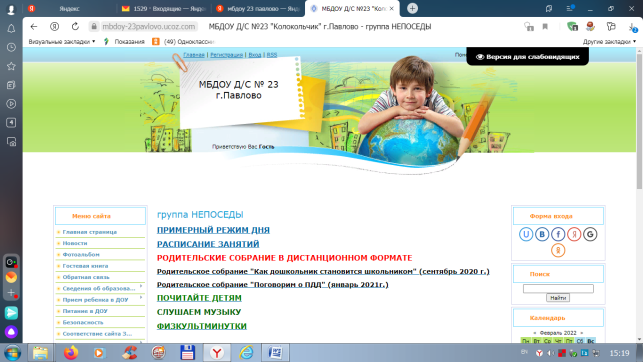 Яндекс
1529 · Входящие — Янд
мбдоу 23 павлово — Янд
МБДОУ Д/С №23 "Колок
mbdoy-23pavlovo.ucoz.com
МБДОУ Д/С №23 "Колокольчик" г.Павлово - группа НЕПОСЕДЫ
Визуальные закладки
Показания
(49) Одноклассн
Другие закладки
Главная | Регистрация | Вход | RSS
Версия для слабовидящих
МБДОУ Д/С № 23
г.Павлово
Приветствую Вас Гость
Меню сайта
Главная страница
Новости
Фотоальбом
Гостевая книга
Обратная связь
Сведения об образова...
Прием ребенка в ДОУ
Питание в ДОУ
Безопасность
Соответствие сайта 3...
группа НЕПОСЕДЫ
ПРИМЕРНЫЙ РЕЖИМ ДНЯ
РАСПИСАНИЕ ЗАНЯТИЙ
РОДИТЕЛЬСКИЕ СОБРАНИЕ В ДИСТАНЦИОННОМ ФОРМАТЕ
Родительское собрание "Как дошкольник становится школьником" (сентябрь 2020 г.)
Родительское собрание "Поговорим о ПДД" (январь 2021г.)
ПОЧИТАЙТЕ ДЕТЯМ
СЛУШАЕМ МУЗЫКУ
ФИЗКУЛЬТМИНУТКИ
Форма входа
Поиск
Найти
Календарь
« Февраль 2022 »
Пн Вт Ср Чт Пт Сб Вс
EN
15:19